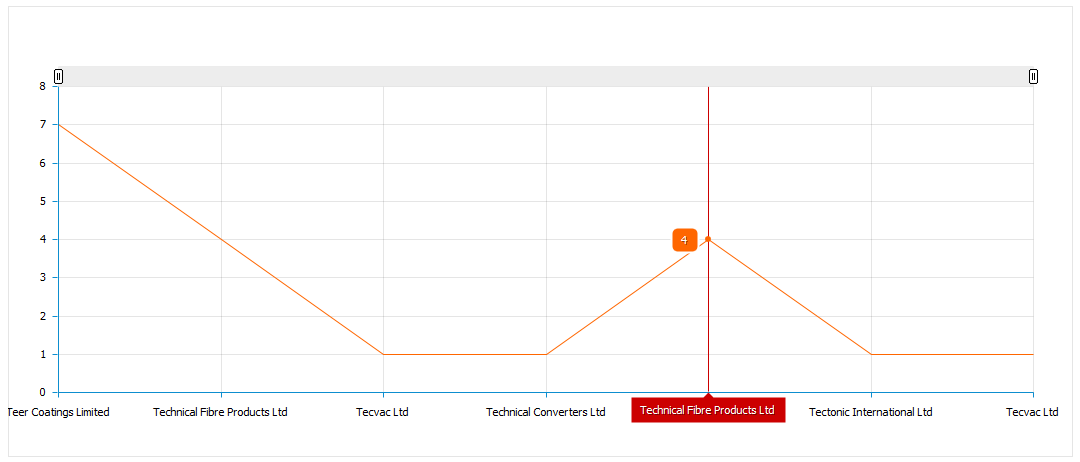 8
7
6
5
4
4
3
2
1
0
Teer Coatings Limited
Technical Fibre Products Ltd
Tecvac Ltd
Technical Converters Ltd
Technical Fibre Products Ltd
Tectonic International Ltd
Tecvac Ltd